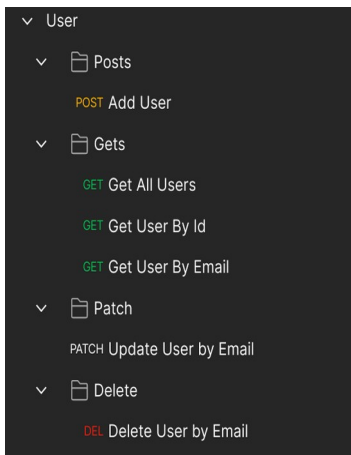 User
Posts
POST Add User
Gets
GET Get All Users
GET Get User By Id
GET Get User By Email
Patch
PATCH Update User by Email
Delete
DEL Delete User by Email